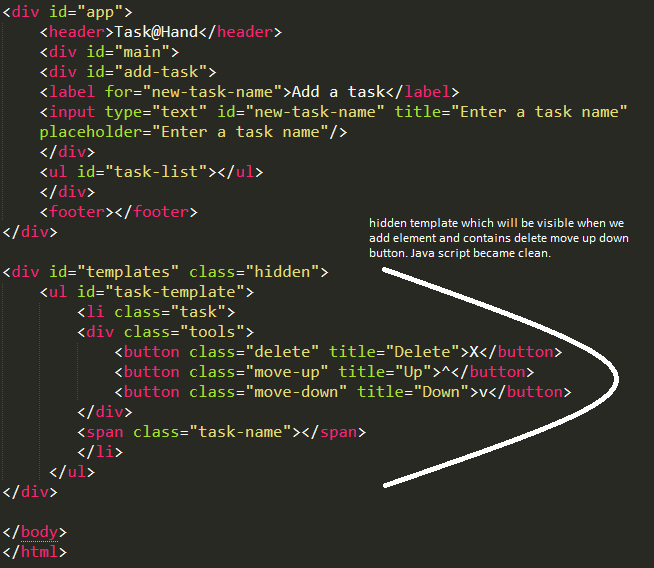 <div id="app">
<header>Task@Hand</header>
<div id="main">
<div id="add-task">
<label for="new-task-name">Add a task</label>
<input type="text" id="new-task-name" title="Enter a task name"
placeholder="Enter a task name"/>
</div>
<ul id="task-list"></ul>
</div>
<footer></footer>
</div>
hidden template which will be visible when we
add element and contains delete move up down
button. Java script became clean.
<div id="templates" class="hidden">
<ul id="task-template">
<li class="task">
<div class="tools">
<button class="delete" title="Delete">X</button>
<button class="move-up" title="Up">^</button>
<button class="move-down" title="Down">v</button>
</div>
<span class="task-name"></span>
</li>
</ul>
</div>
</body>
</html>